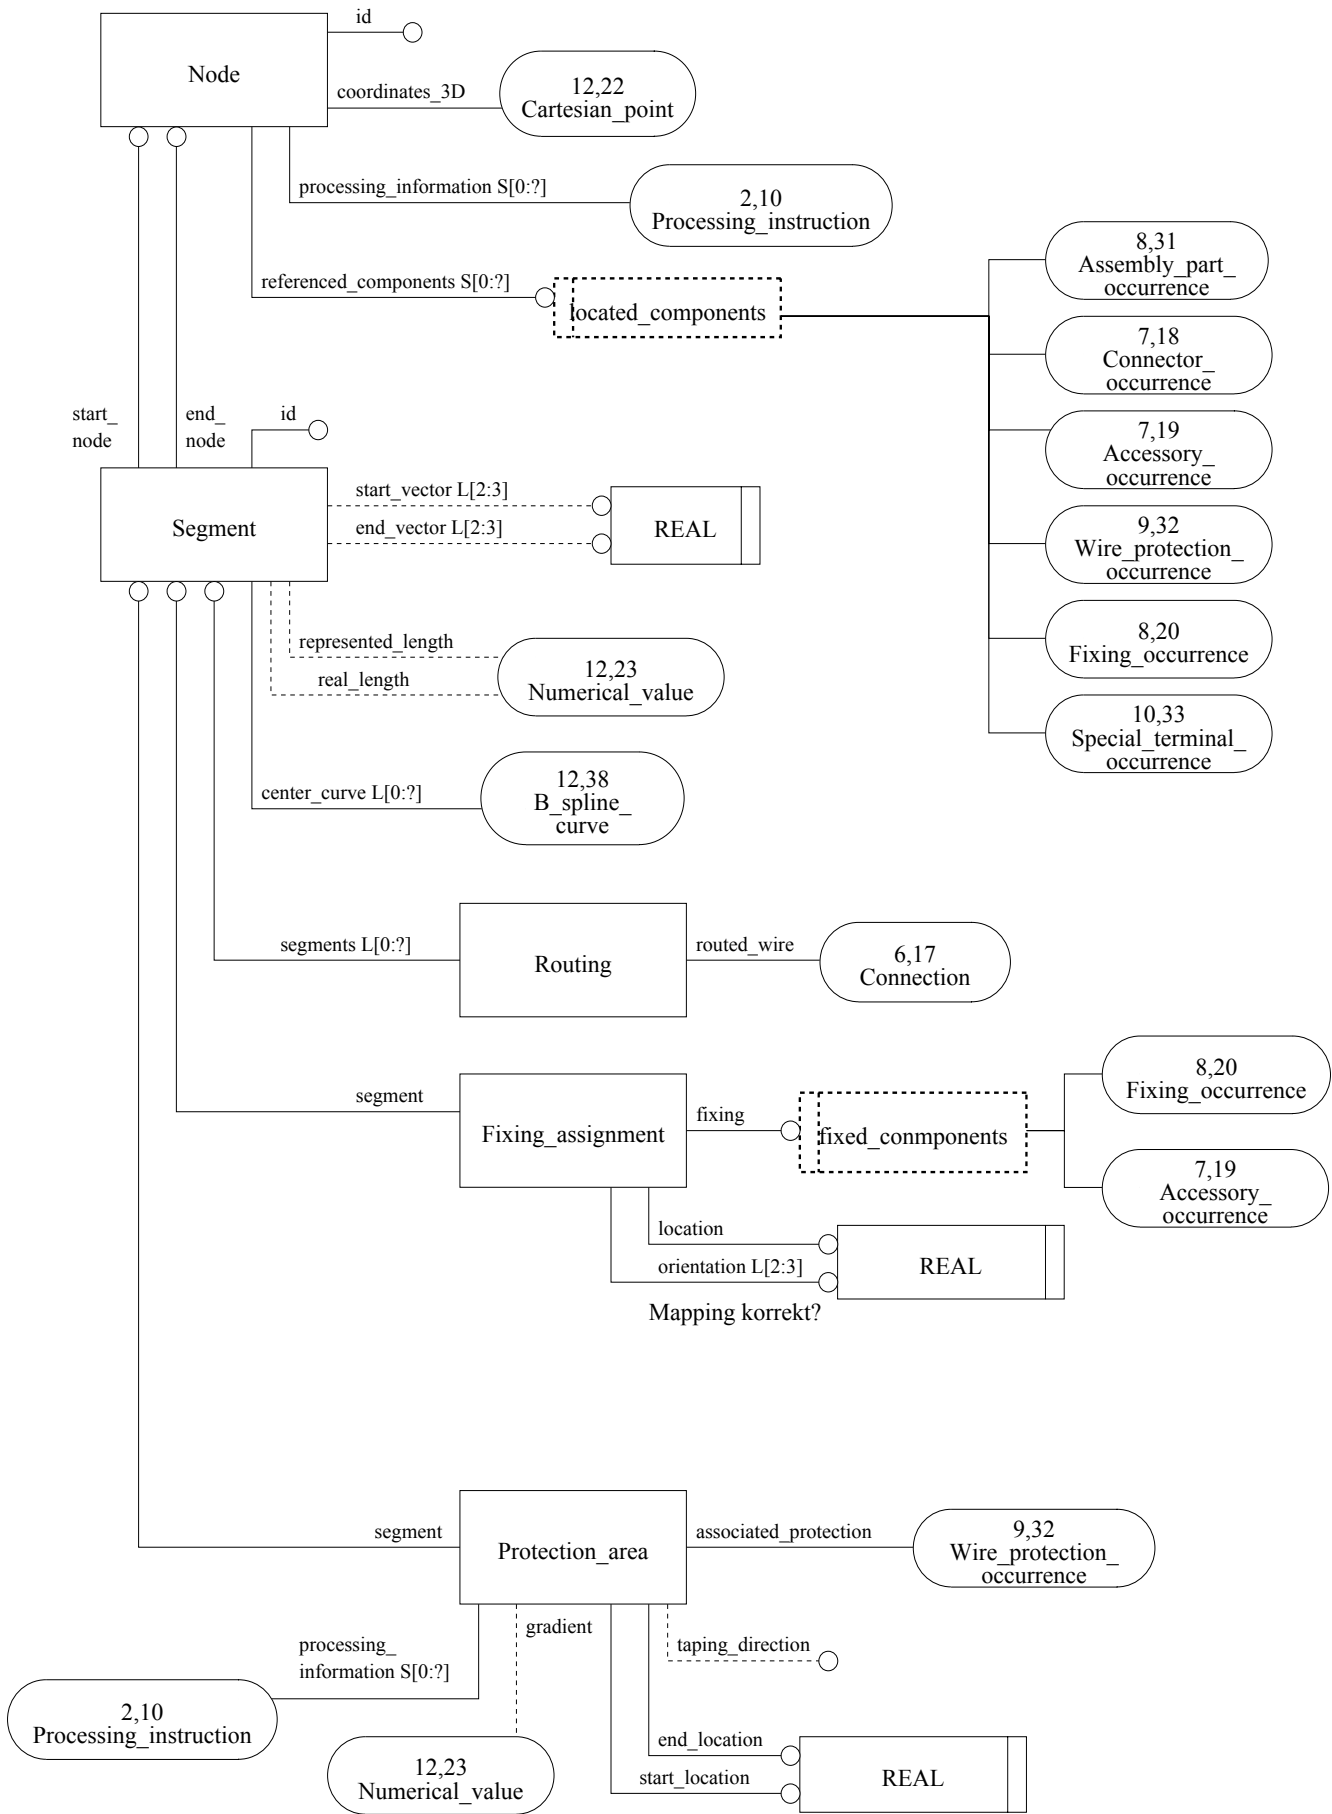 id
Node
coordinates_3D
12,22
Cartesian_point
processing_information S[0:?]
2,10
Processing_instruction
referenced_components S[0:?]
located_components
8,31
Assembly_part_
occurrence
7,18
Connector_
occurrence
7,19
Accessory_
occurrence
9,32
Wire_protection_
occurrence
8,20
Fixing_occurrence
10,33
Special_terminal_
occurrence
start_
node
end_
node
id
Segment
start_vector L[2:3]
end_vector L[2:3]
REAL
represented_length
real_length
12,23
Numerical_value
center_curve L[0:?]
12,38
B_spline_
curve
segments L[0:?]
Routing
routed_wire
6,17
Connection
segment
Fixing_assignment
fixing
fixed_conmponents
8,20
Fixing_occurrence
7,19
Accessory_
occurrence
location
orientation L[2:3]
REAL
Mapping korrekt?
segment
Protection_area
associated_protection
9,32
Wire_protection_
occurrence
processing_
information S[0:?]
gradient
taping_direction
2,10
Processing_instruction
12,23
Numerical_value
end_location
start_location
REAL